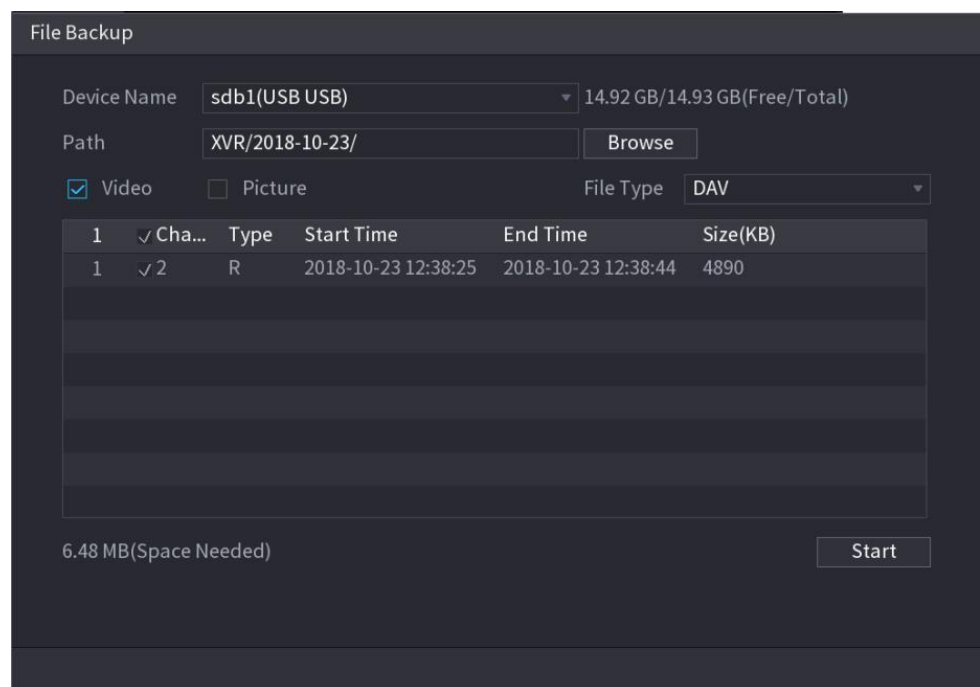 File Backup
Device Name sdb1(USB USB) 14.92 GB/14.93 GB(Free/Total)
Path XVR/2018-10-23/ Browse
Video Picture File Type DAV
1 Cha... Type Start Time End Time Size(KB)
1 2 R 2018-10-23 12:38:25 2018-10-23 12:38:44 4890
6.48 MB(Space Needed) Start